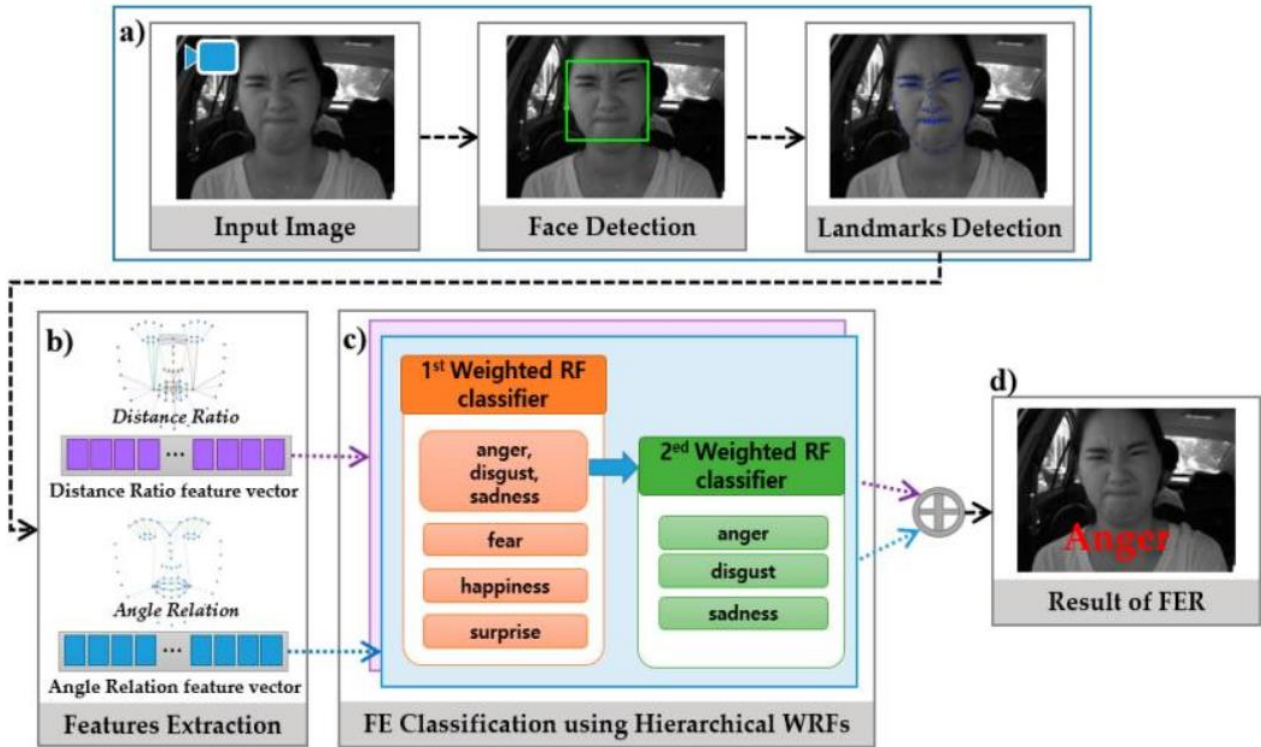 a)
Input Image
Face Detection
Landmarks Detection
b)
Distance Ratio
...
Distance Ratio feature vector
Angle Relation
...
Angle Relation feature vector
Features Extraction
c)
1st Weighted RF
classifier
anger,
disgust,
sadness
fear
happiness
surprise
2ed Weighted RF
classifier
anger
disgust
sadness
FE Classification using Hierarchical WRFs
d)
Anger
Result of FER